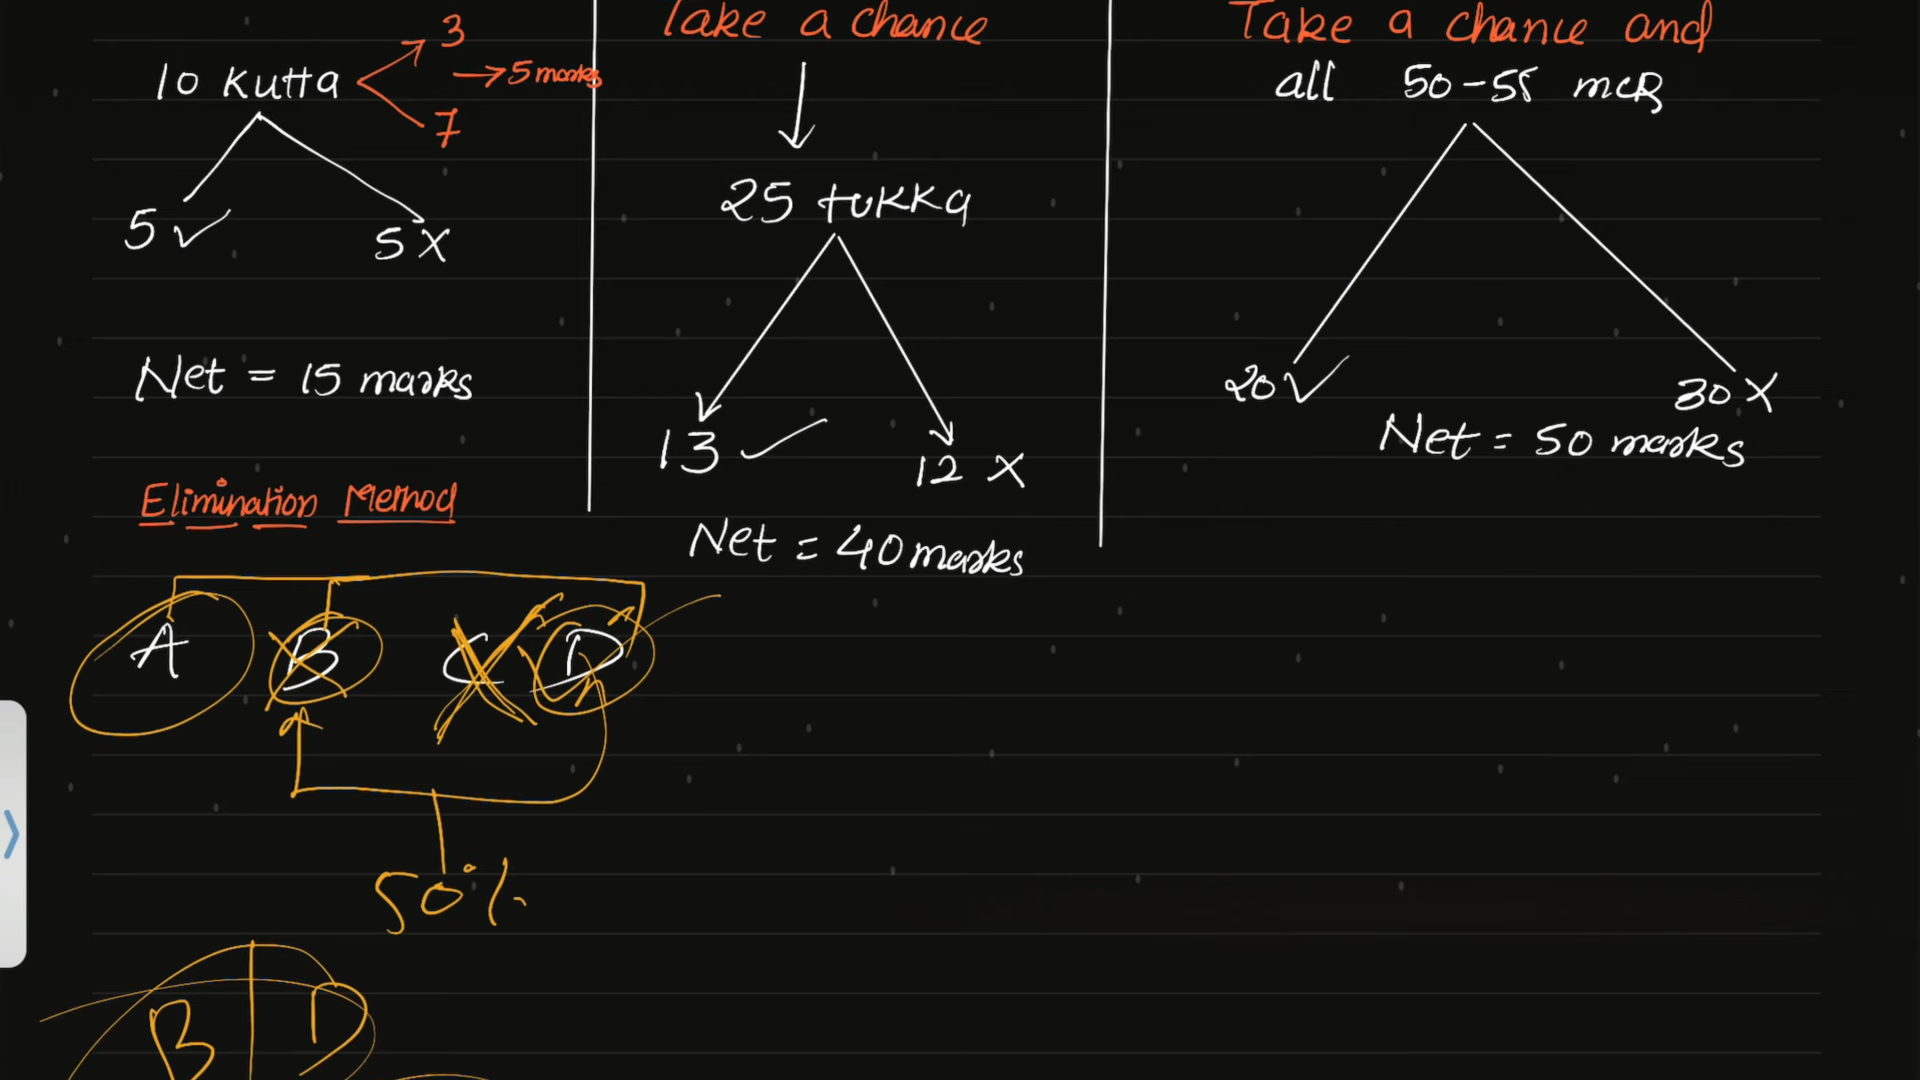 10 Kutta
3
→ 5 marks
7
5 ✓
5 X
Net = 15 marks
Elimination Method
A B C D
50%
B D
Take a chance
25 tukka
13 ✓
12 X
Net = 40 marks
Take a chance and
all 50-55 mcq
20 ✓
30 X
Net = 50 marks